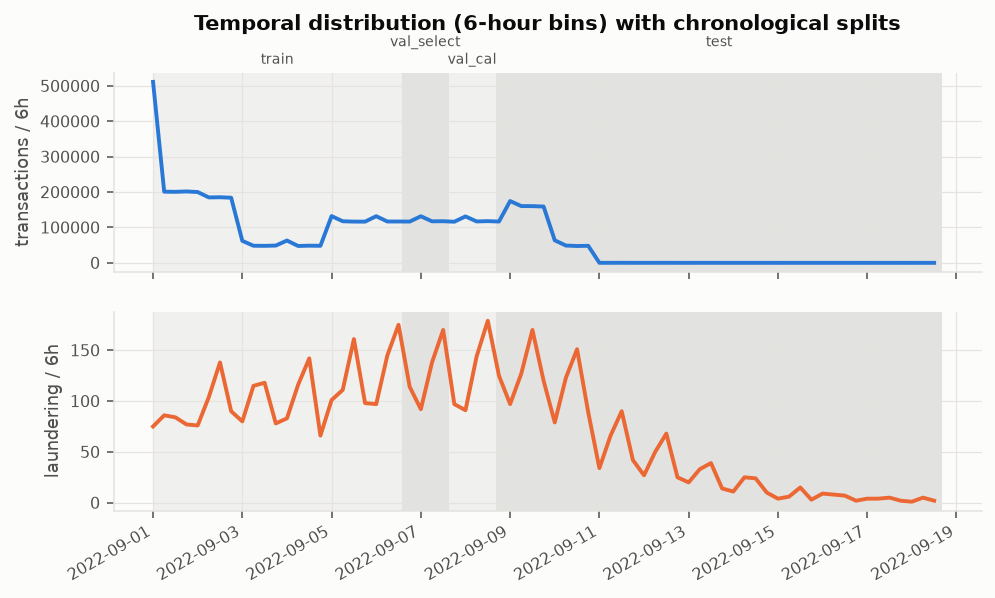 Temporal distribution (6-hour bins) with chronological splits
val_select
test
train
val_cal
transactions / 6h
500000
400000
300000
200000
100000
0
laundering / 6h
150
100
50
0
2022-09-01
2022-09-03
2022-09-05
2022-09-07
2022-09-09
2022-09-11
2022-09-13
2022-09-15
2022-09-17
2022-09-19